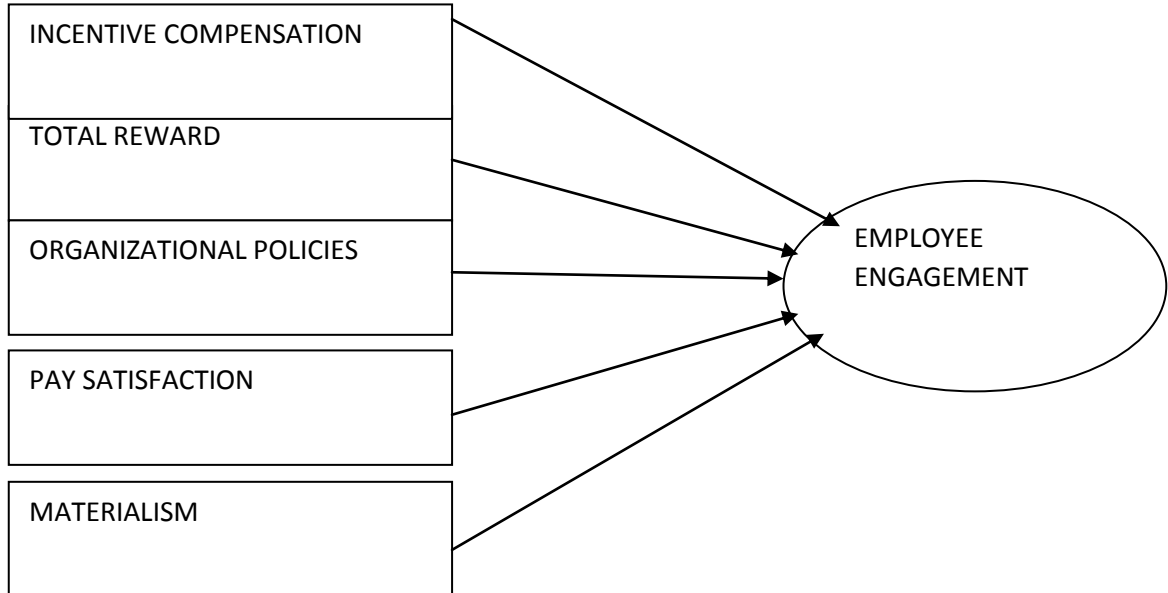 INCENTIVE COMPENSATION
TOTAL REWARD
ORGANIZATIONAL POLICIES
EMPLOYEE
ENGAGEMENT
PAY SATISFACTION
MATERIALISM